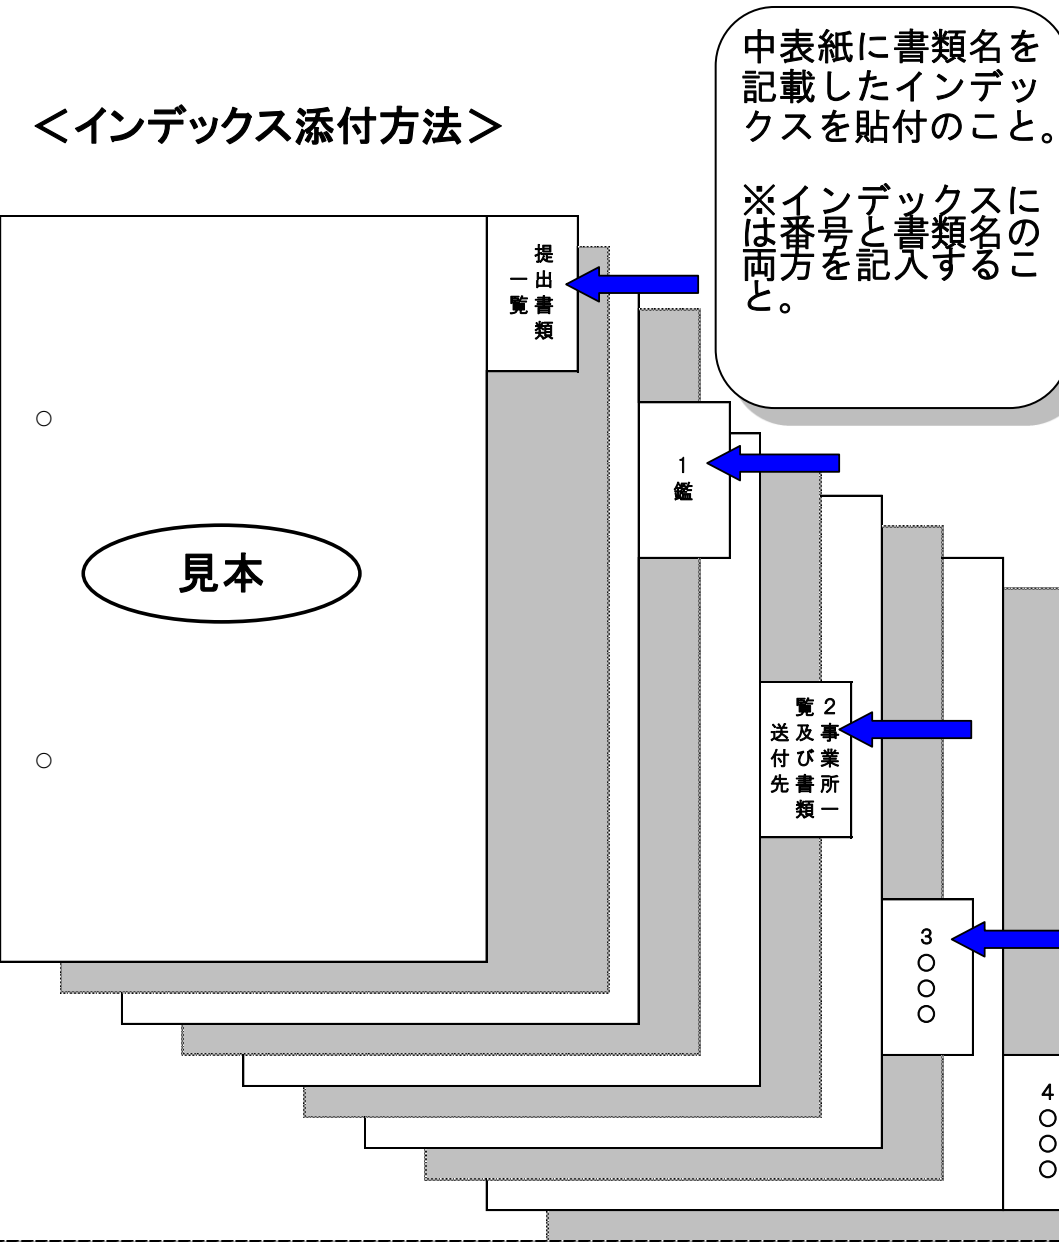 ＜インデックス添付方法＞
中表紙に書類名を
記載したインデッ
クスを貼付のこと。
※インデックスに
は番号と書類名の
両方を記入するこ
と。
提出書類
一覧
1鑑
見本
2事業所一
覧及び書類
送付先
3○○○
4○○○